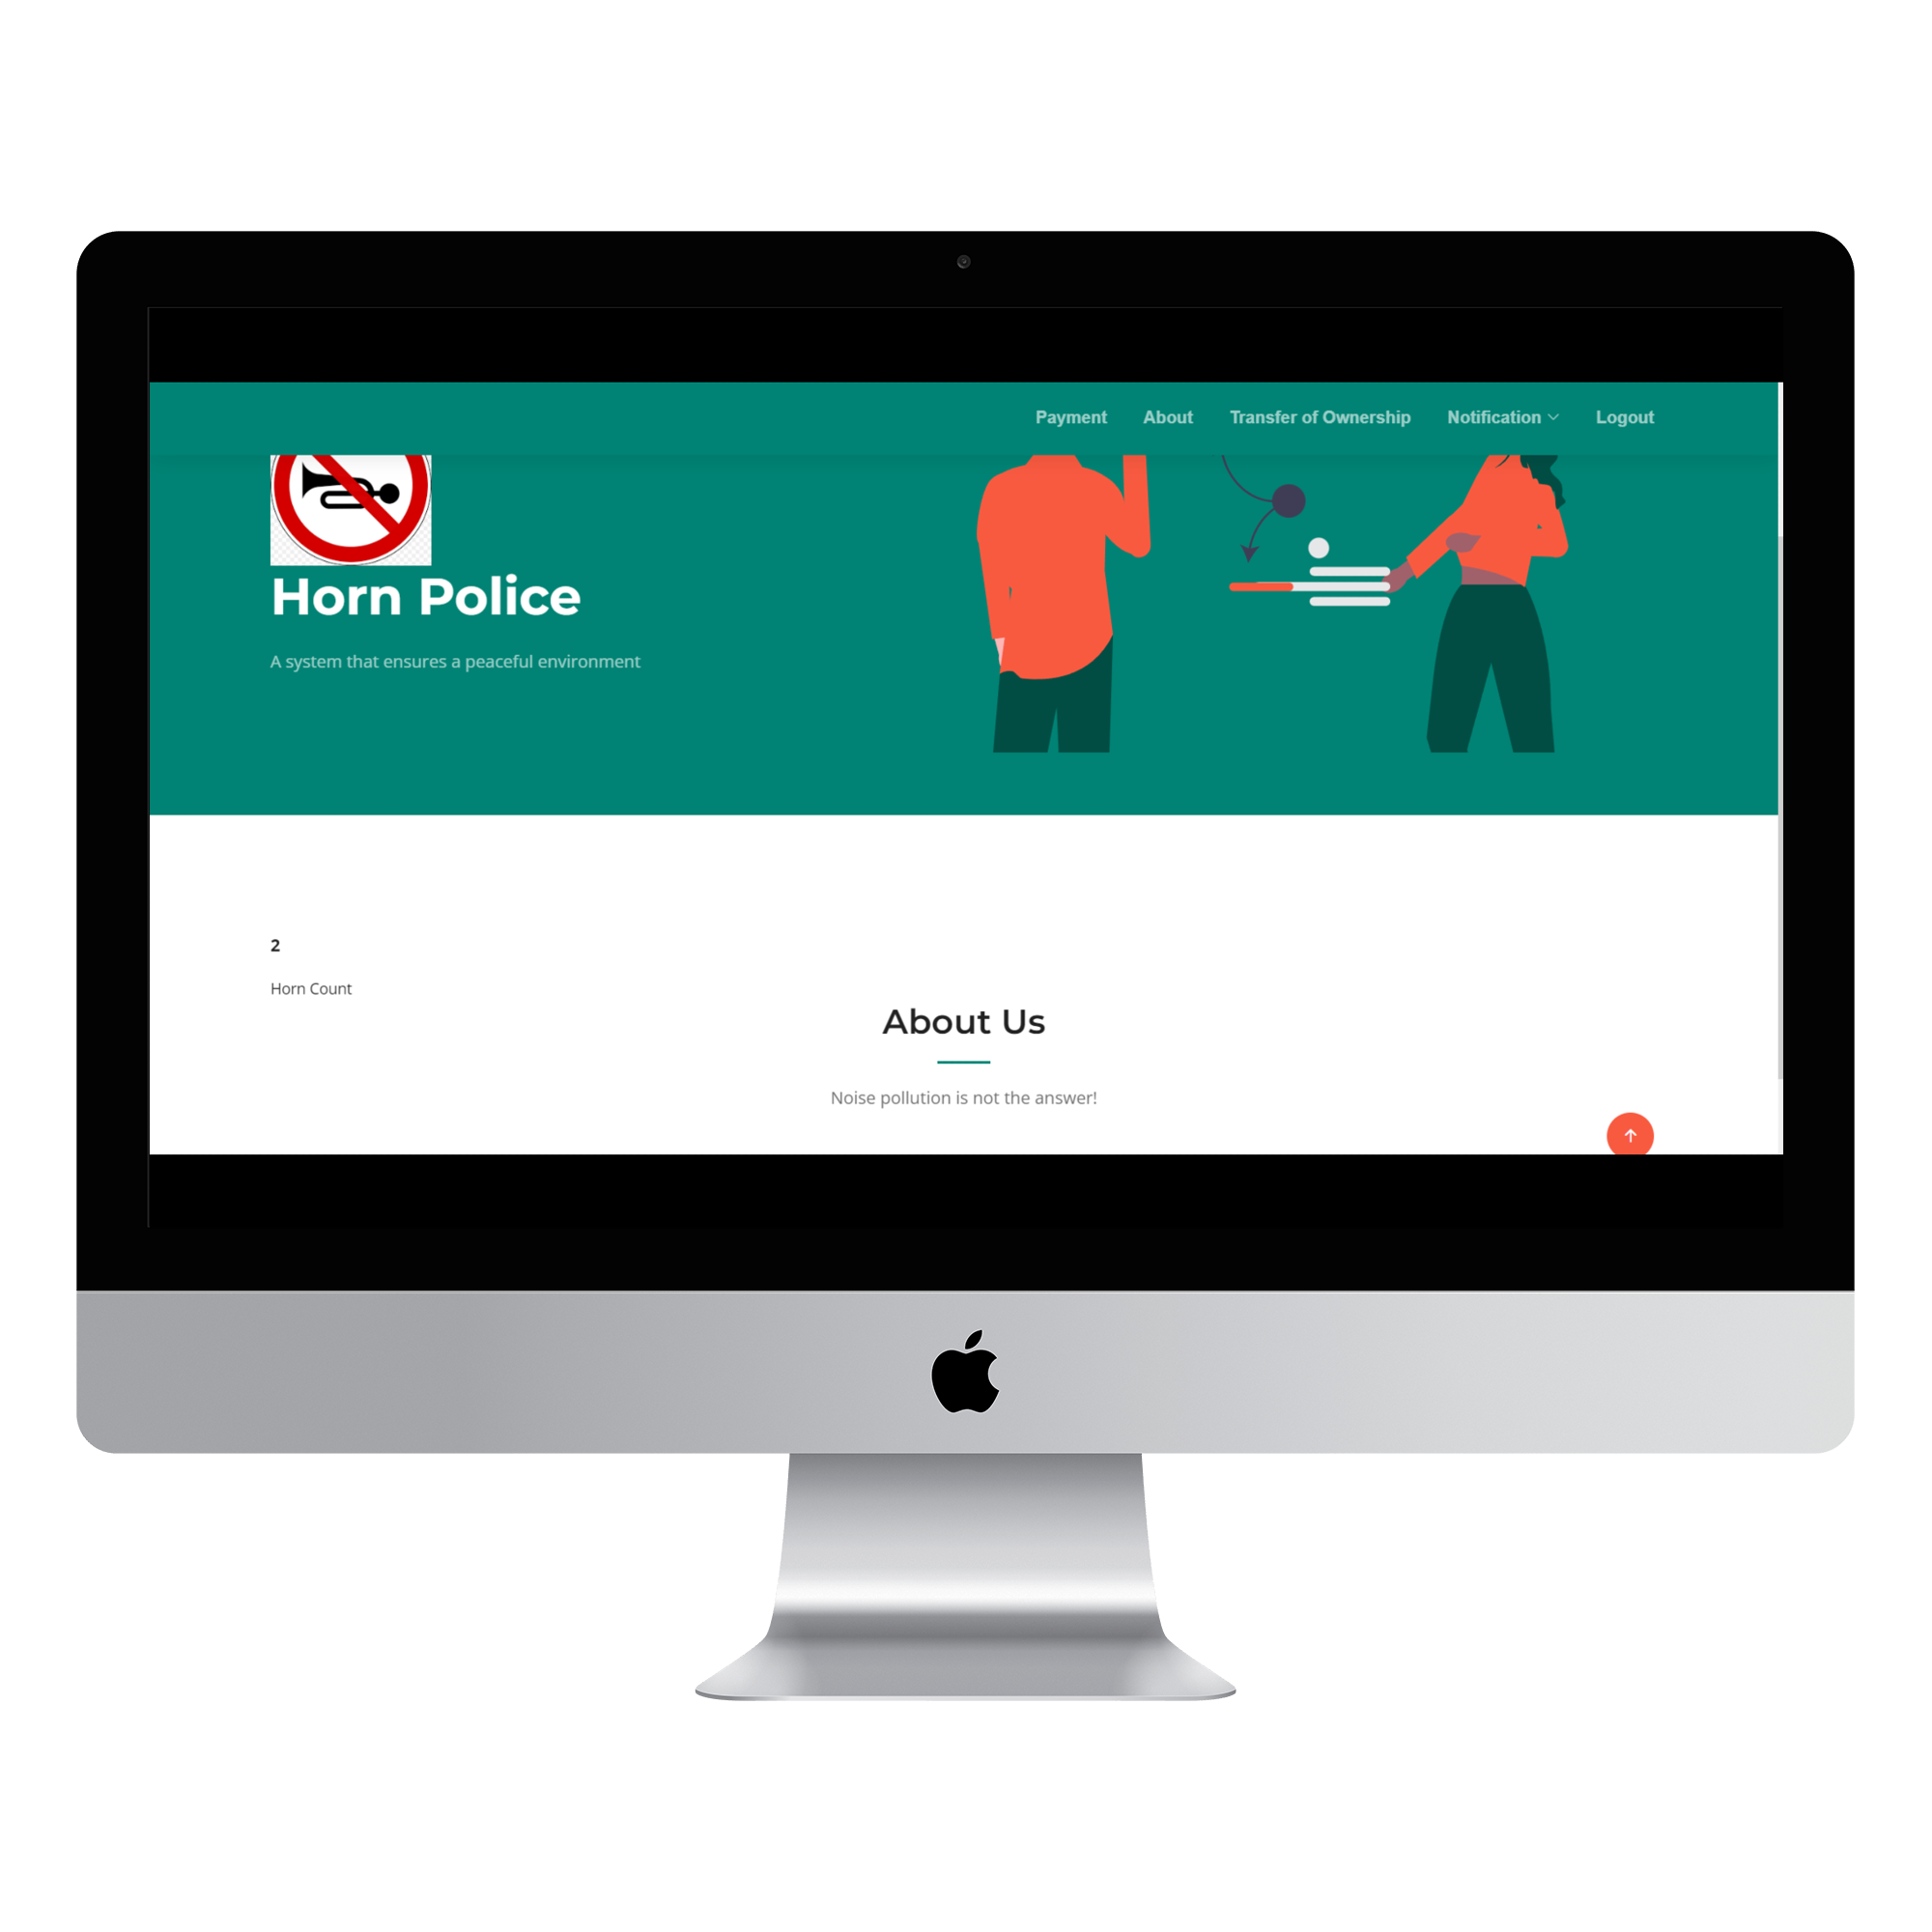 Payment About Transfer of Ownership Notification Logout
Horn Police
A system that ensures a peaceful environment
2
Horn Count
About Us
Noise pollution is not the answer!